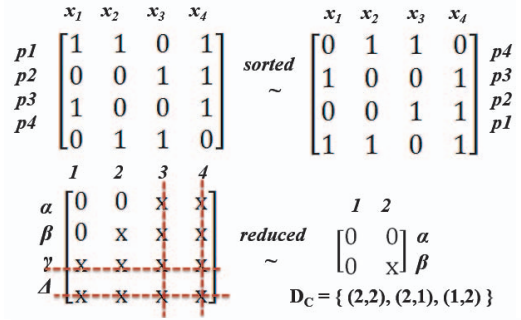 x1 x2 x3 x4 x1 x2 x3 x4
p1 1 1 0 1 0 1 1 0 p4
p2 0 0 1 1 sorted 1 0 0 1 p3
p3 1 0 0 1 ~ 0 0 1 1 p2
p4 0 1 1 0 1 1 0 1 p1
1 2 3 4
α 0 0 x x 1 2
β 0 x x x reduced 0 0 α
γ x x x x ~ 0 x β
Δ x x x x D_C = { (2,2), (2,1), (1,2) }